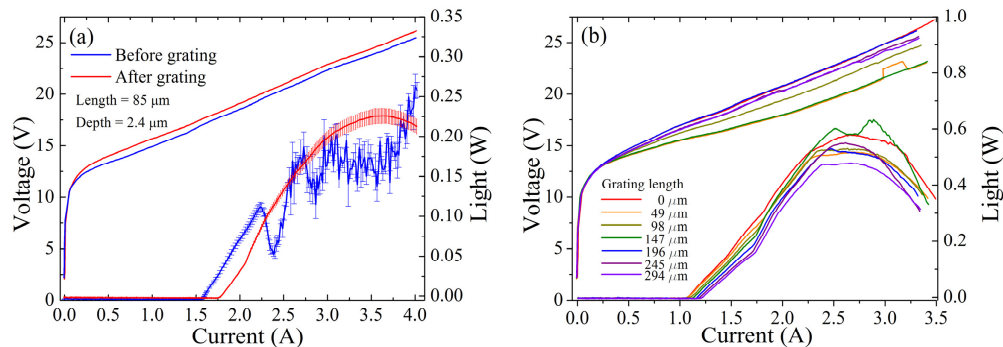 (a)
Before grating
After grating
Length = 85 μm
Depth = 2.4 μm
Voltage (V)
25
20
15
10
5
0
0.35
0.30
0.25
0.20
0.15
0.10
0.05
0.00
Light (W)
0.0 0.5 1.0 1.5 2.0 2.5 3.0 3.5 4.0
Current (A)
(b)
Voltage (V)
25
20
15
10
5
0
Grating length
0 μm
49 μm
98 μm
147 μm
196 μm
245 μm
294 μm
1.0
0.8
0.6
0.4
0.2
0.0
Light (W)
0.0 0.5 1.0 1.5 2.0 2.5 3.0 3.5
Current (A)